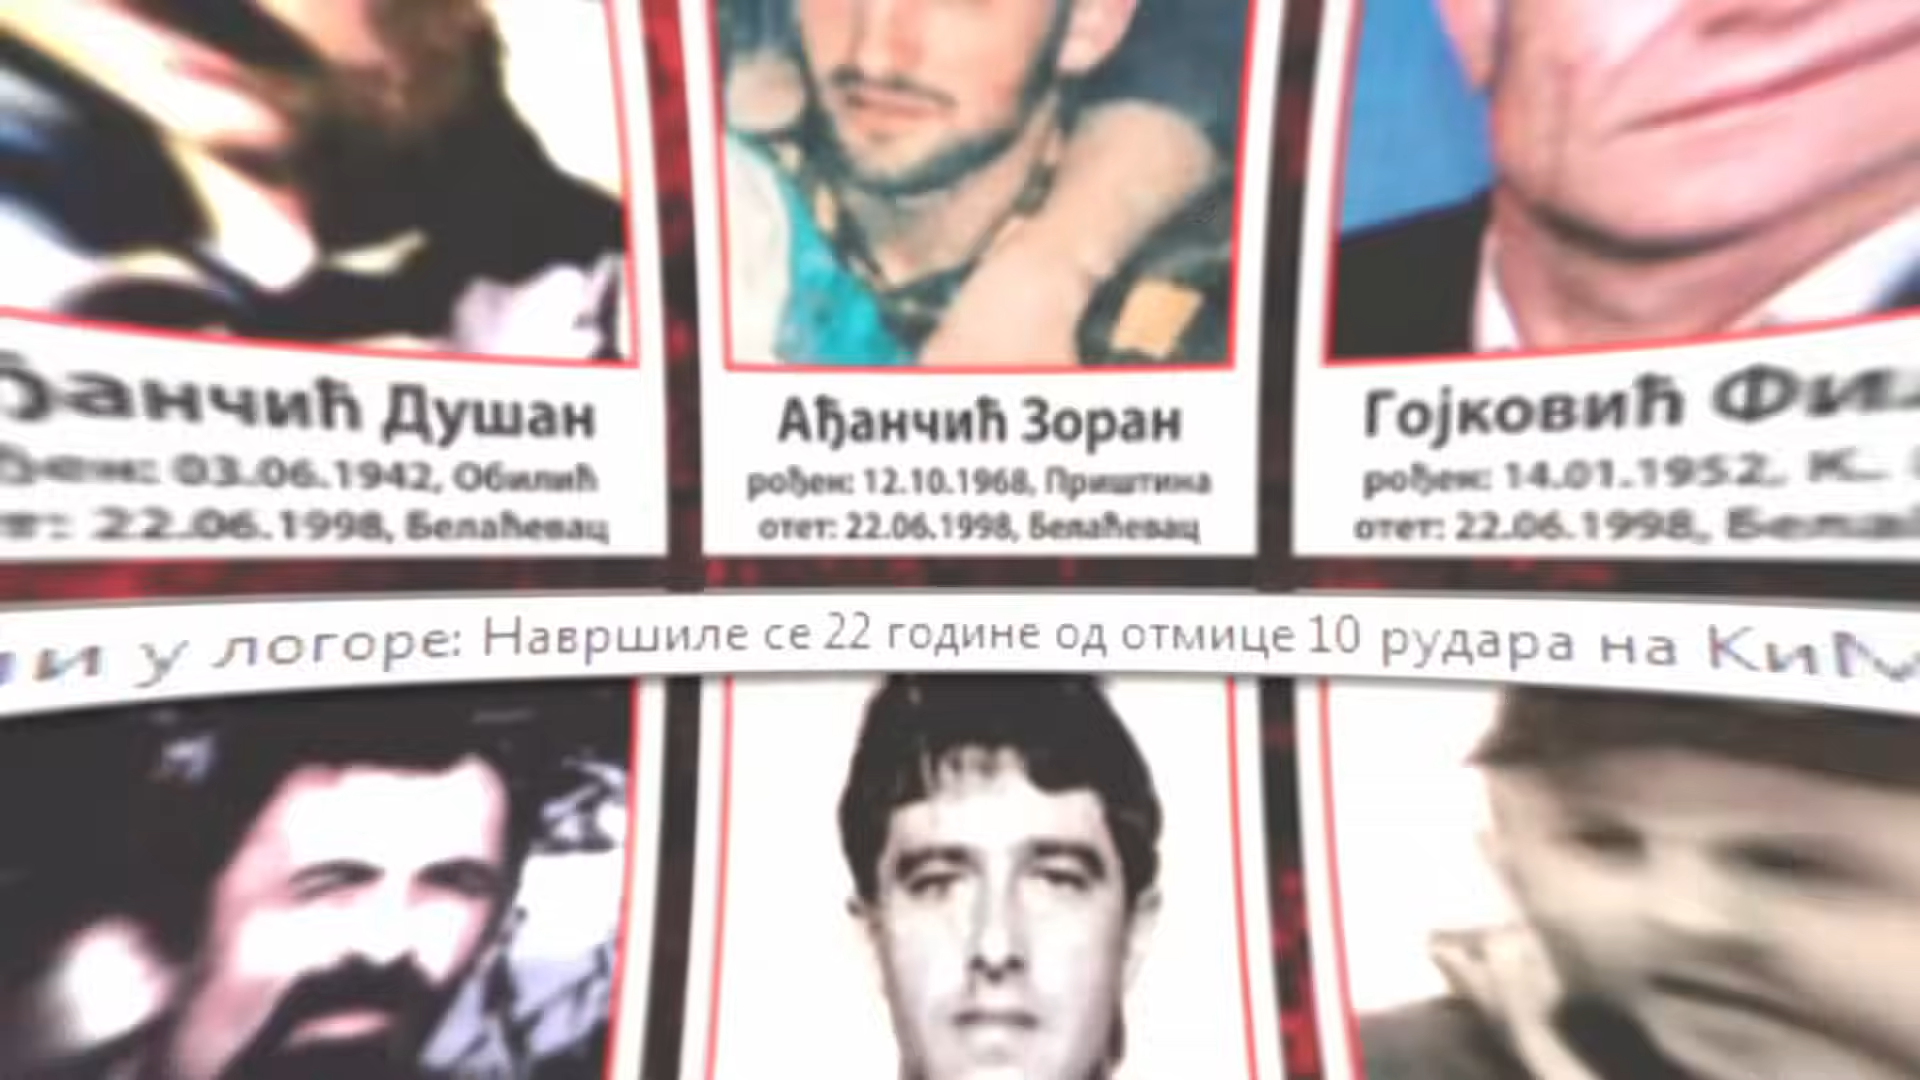 Ађанчић Зоран
рођен: 12.10.1968, Приштина
отет: 22.06.1998, Белаћевац
ђанчић Душан
03.06.1942, Обилић
22.06.1998, Белаћевац
Гојковић
рођен: 14.01.1952, К.
отет: 22.06.1998,
у логоре: Навршиле се 22 године од отмице 10 рудара на КиМ